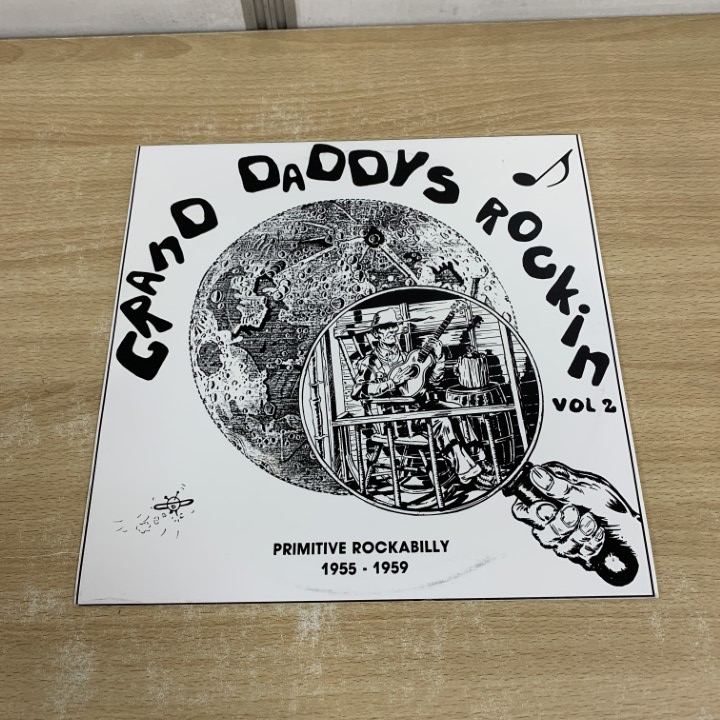 GRAND DADDYS ROCKIN
VOL 2
PRIMITIVE ROCKABILLY
1955 - 1959